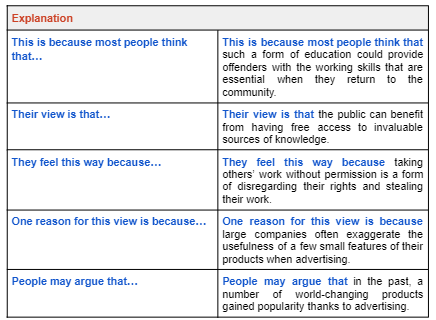 Explanation
This is because most people think
that…
This is because most people think that
such a form of education could provide
offenders with the working skills that are
essential when they return to the
community.
Their view is that…
Their view is that the public can benefit
from having free access to invaluable
sources of knowledge.
They feel this way because…
They feel this way because taking
others’ work without permission is a form
of disregarding their rights and stealing
their work.
One reason for this view is because…
One reason for this view is because
large companies often exaggerate the
usefulness of a few small features of their
products when advertising.
People may argue that…
People may argue that in the past, a
number of world-changing products
gained popularity thanks to advertising.